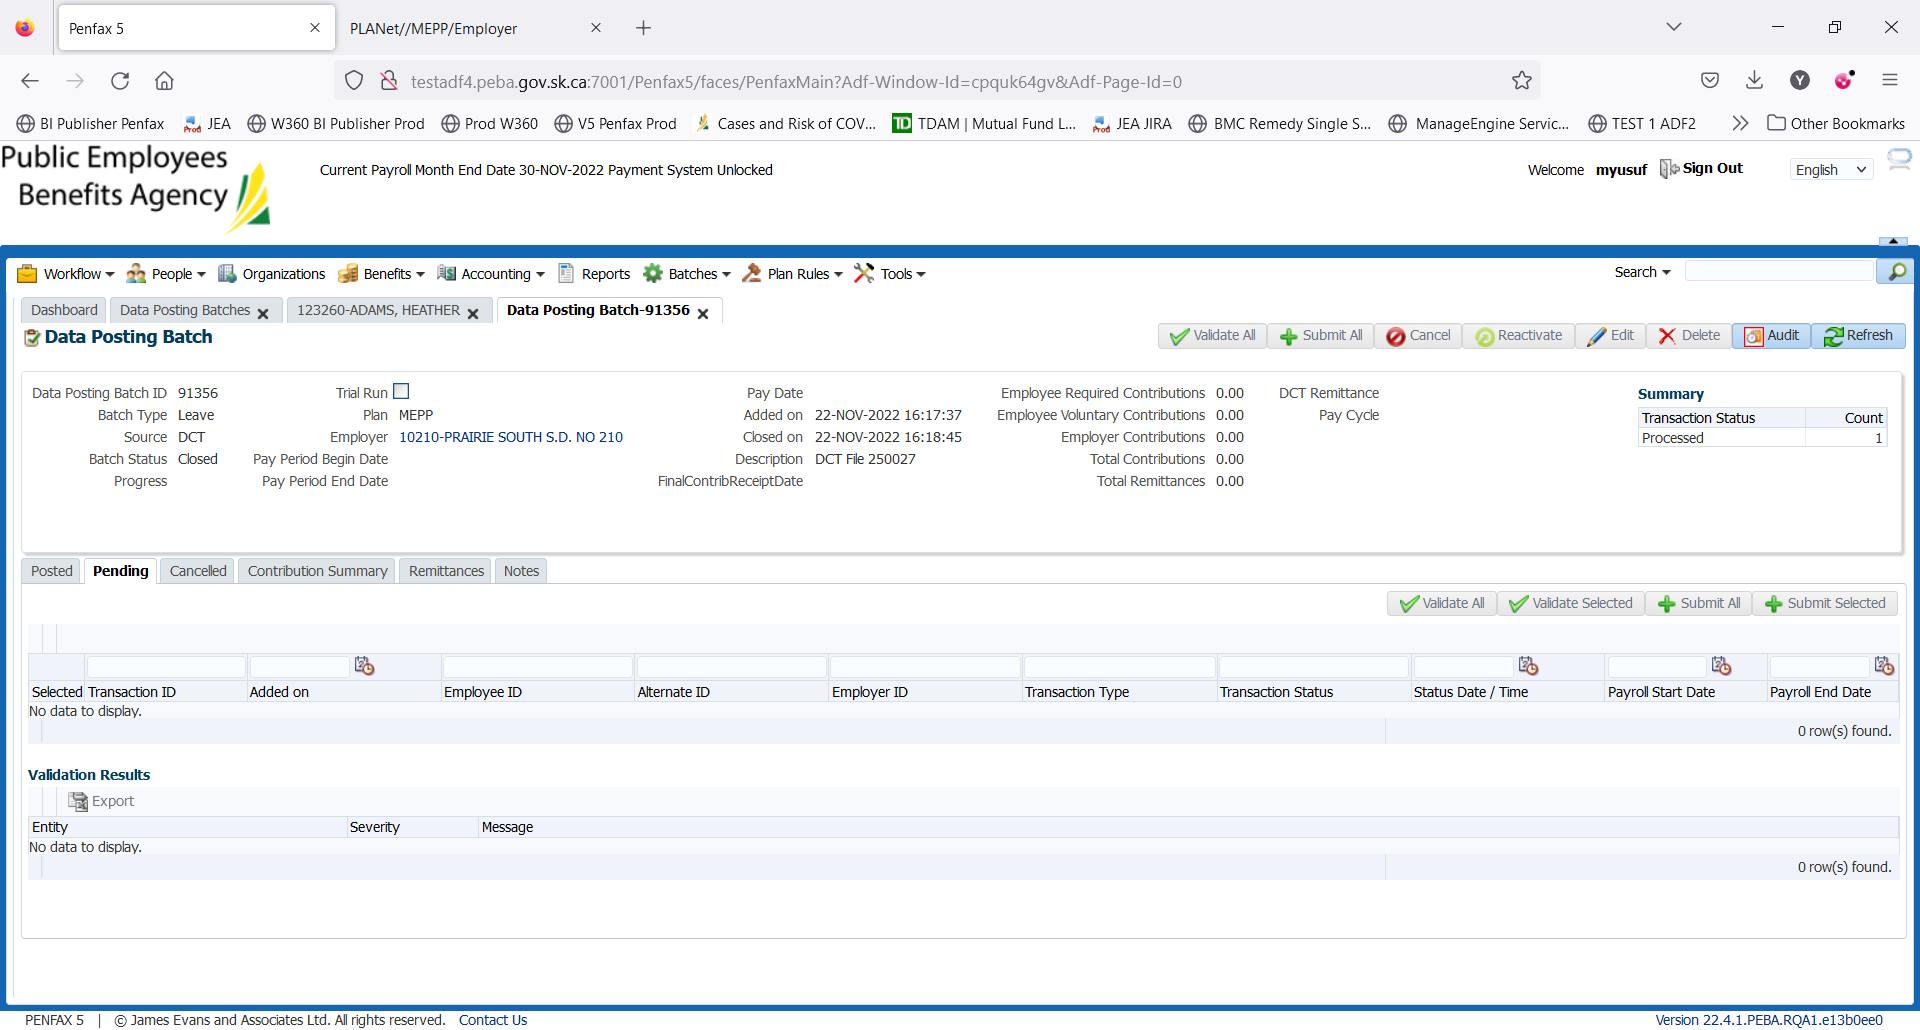 Penfax 5
PLANet//MEPP/Employer
testadf4.peba.gov.sk.ca:7001/Penfax5/faces/PenfaxMain?Adf-Window-Id=cpquk64gv&Adf-Page-Id=0
BI Publisher Penfax
JEA
W360 BI Publisher Prod
Prod W360
V5 Penfax Prod
Cases and Risk of COV...
TDAM | Mutual Fund L...
JEA JIRA
BMC Remedy Single S...
ManageEngine Servic...
TEST 1 ADF2
Other Bookmarks
Public Employees
Benefits Agency
Current Payroll Month End Date 30-NOV-2022 Payment System Unlocked
Welcome myusuf Sign Out English
Workflow People Organizations Benefits Accounting Reports Batches Plan Rules Tools Search
Dashboard Data Posting Batches 123260-ADAMS, HEATHER Data Posting Batch-91356
Data Posting Batch
Validate All Submit All Cancel Reactivate Edit Delete Audit Refresh
Data Posting Batch ID 91356
Batch Type Leave
Source DCT
Batch Status Closed
Progress
Trial Run
Plan MEPP
Employer 10210-PRAIRIE SOUTH S.D. NO 210
Pay Period Begin Date
Pay Period End Date
Pay Date
Added on 22-NOV-2022 16:17:37
Closed on 22-NOV-2022 16:18:45
Description DCT File 250027
FinalContribReceiptDate
Employee Required Contributions 0.00
Employee Voluntary Contributions 0.00
Employer Contributions 0.00
Total Contributions 0.00
Total Remittances 0.00
DCT Remittance
Pay Cycle
Summary
Transaction Status Count
Processed 1
Posted Pending Cancelled Contribution Summary Remittances Notes
Validate All Validate Selected Submit All Submit Selected
Selected Transaction ID Added on Employee ID Alternate ID Employer ID Transaction Type Transaction Status Status Date / Time Payroll Start Date Payroll End Date
No data to display.
0 row(s) found.
Validation Results
Export
Entity Severity Message
No data to display.
0 row(s) found.
PENFAX 5 | © James Evans and Associates Ltd. All rights reserved. Contact Us
Version 22.4.1.PEBA.RQA1.e13b0ee0